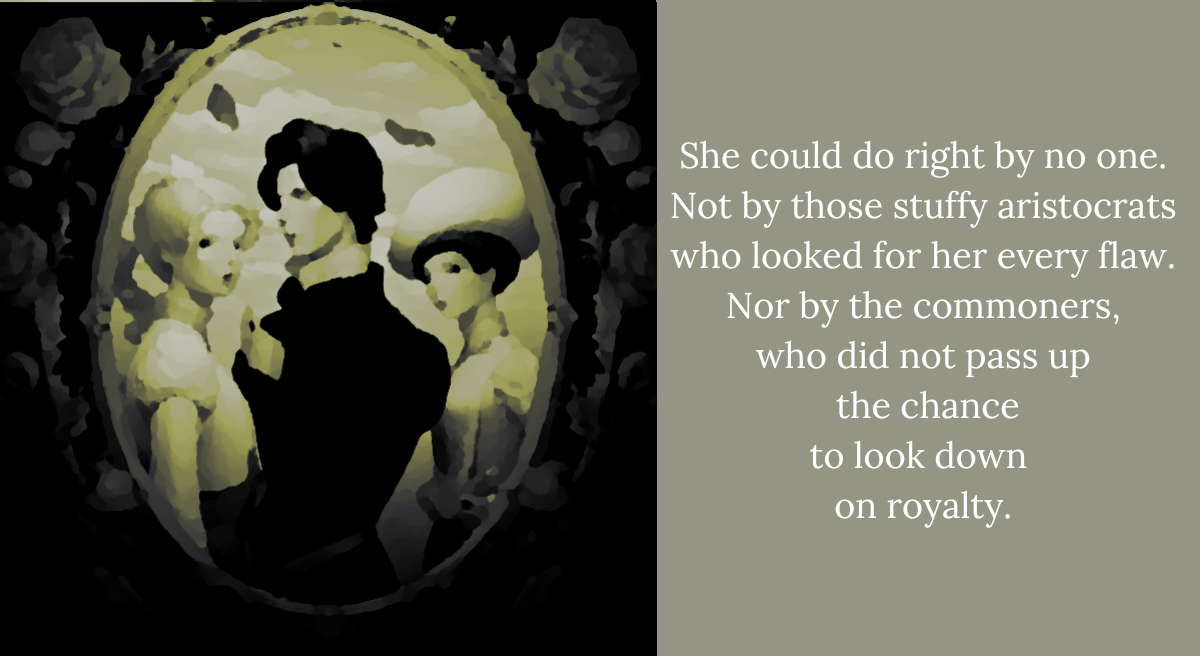 She could do right by no one.
Not by those stuffy aristocrats
who looked for her every flaw.
Nor by the commoners,
who did not pass up
the chance
to look down
on royalty.